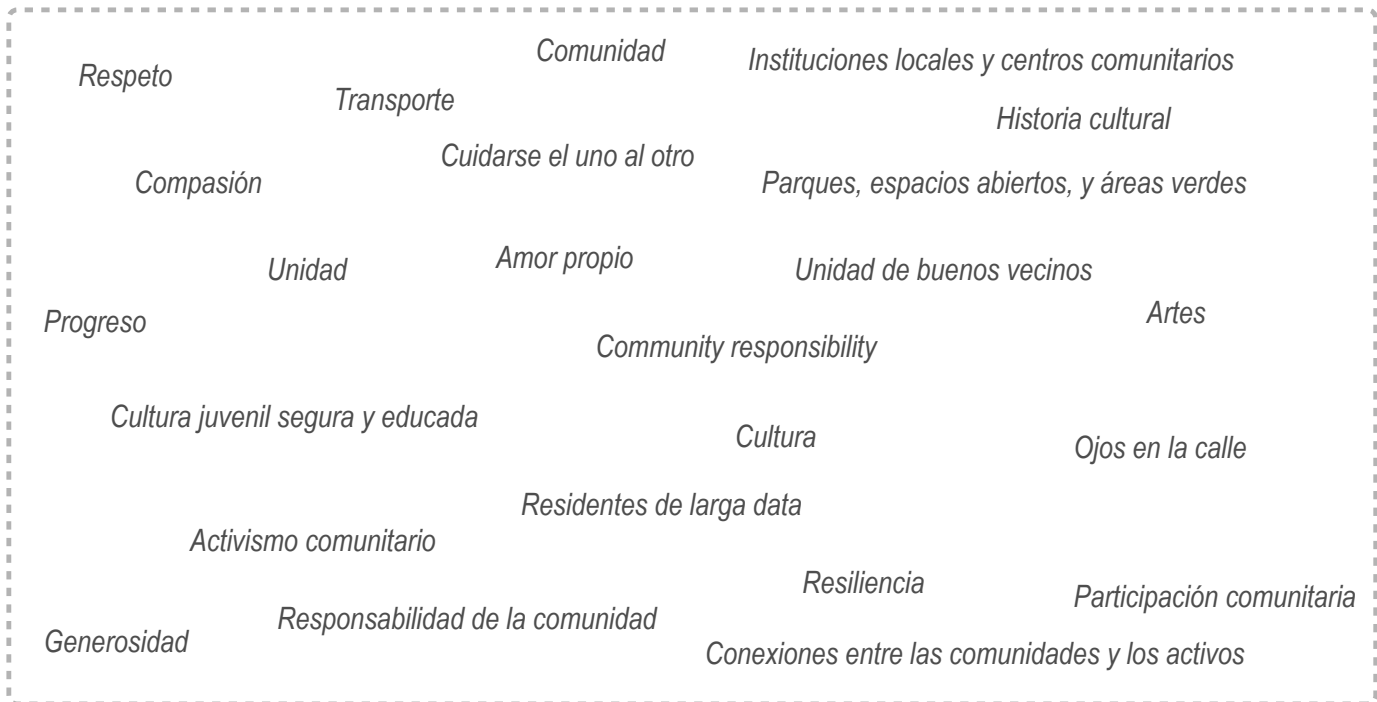 Comunidad
Instituciones locales y centros comunitarios
Respeto
Transporte
Historia cultural
Cuidarse el uno al otro
Compasión
Parques, espacios abiertos, y áreas verdes
Unidad
Amor propio
Unidad de buenos vecinos
Artes
Progreso
Community responsibility
Cultura juvenil segura y educada
Cultura
Ojos en la calle
Residentes de larga data
Activismo comunitario
Resiliencia
Participación comunitaria
Responsabilidad de la comunidad
Generosidad
Conexiones entre las comunidades y los activos